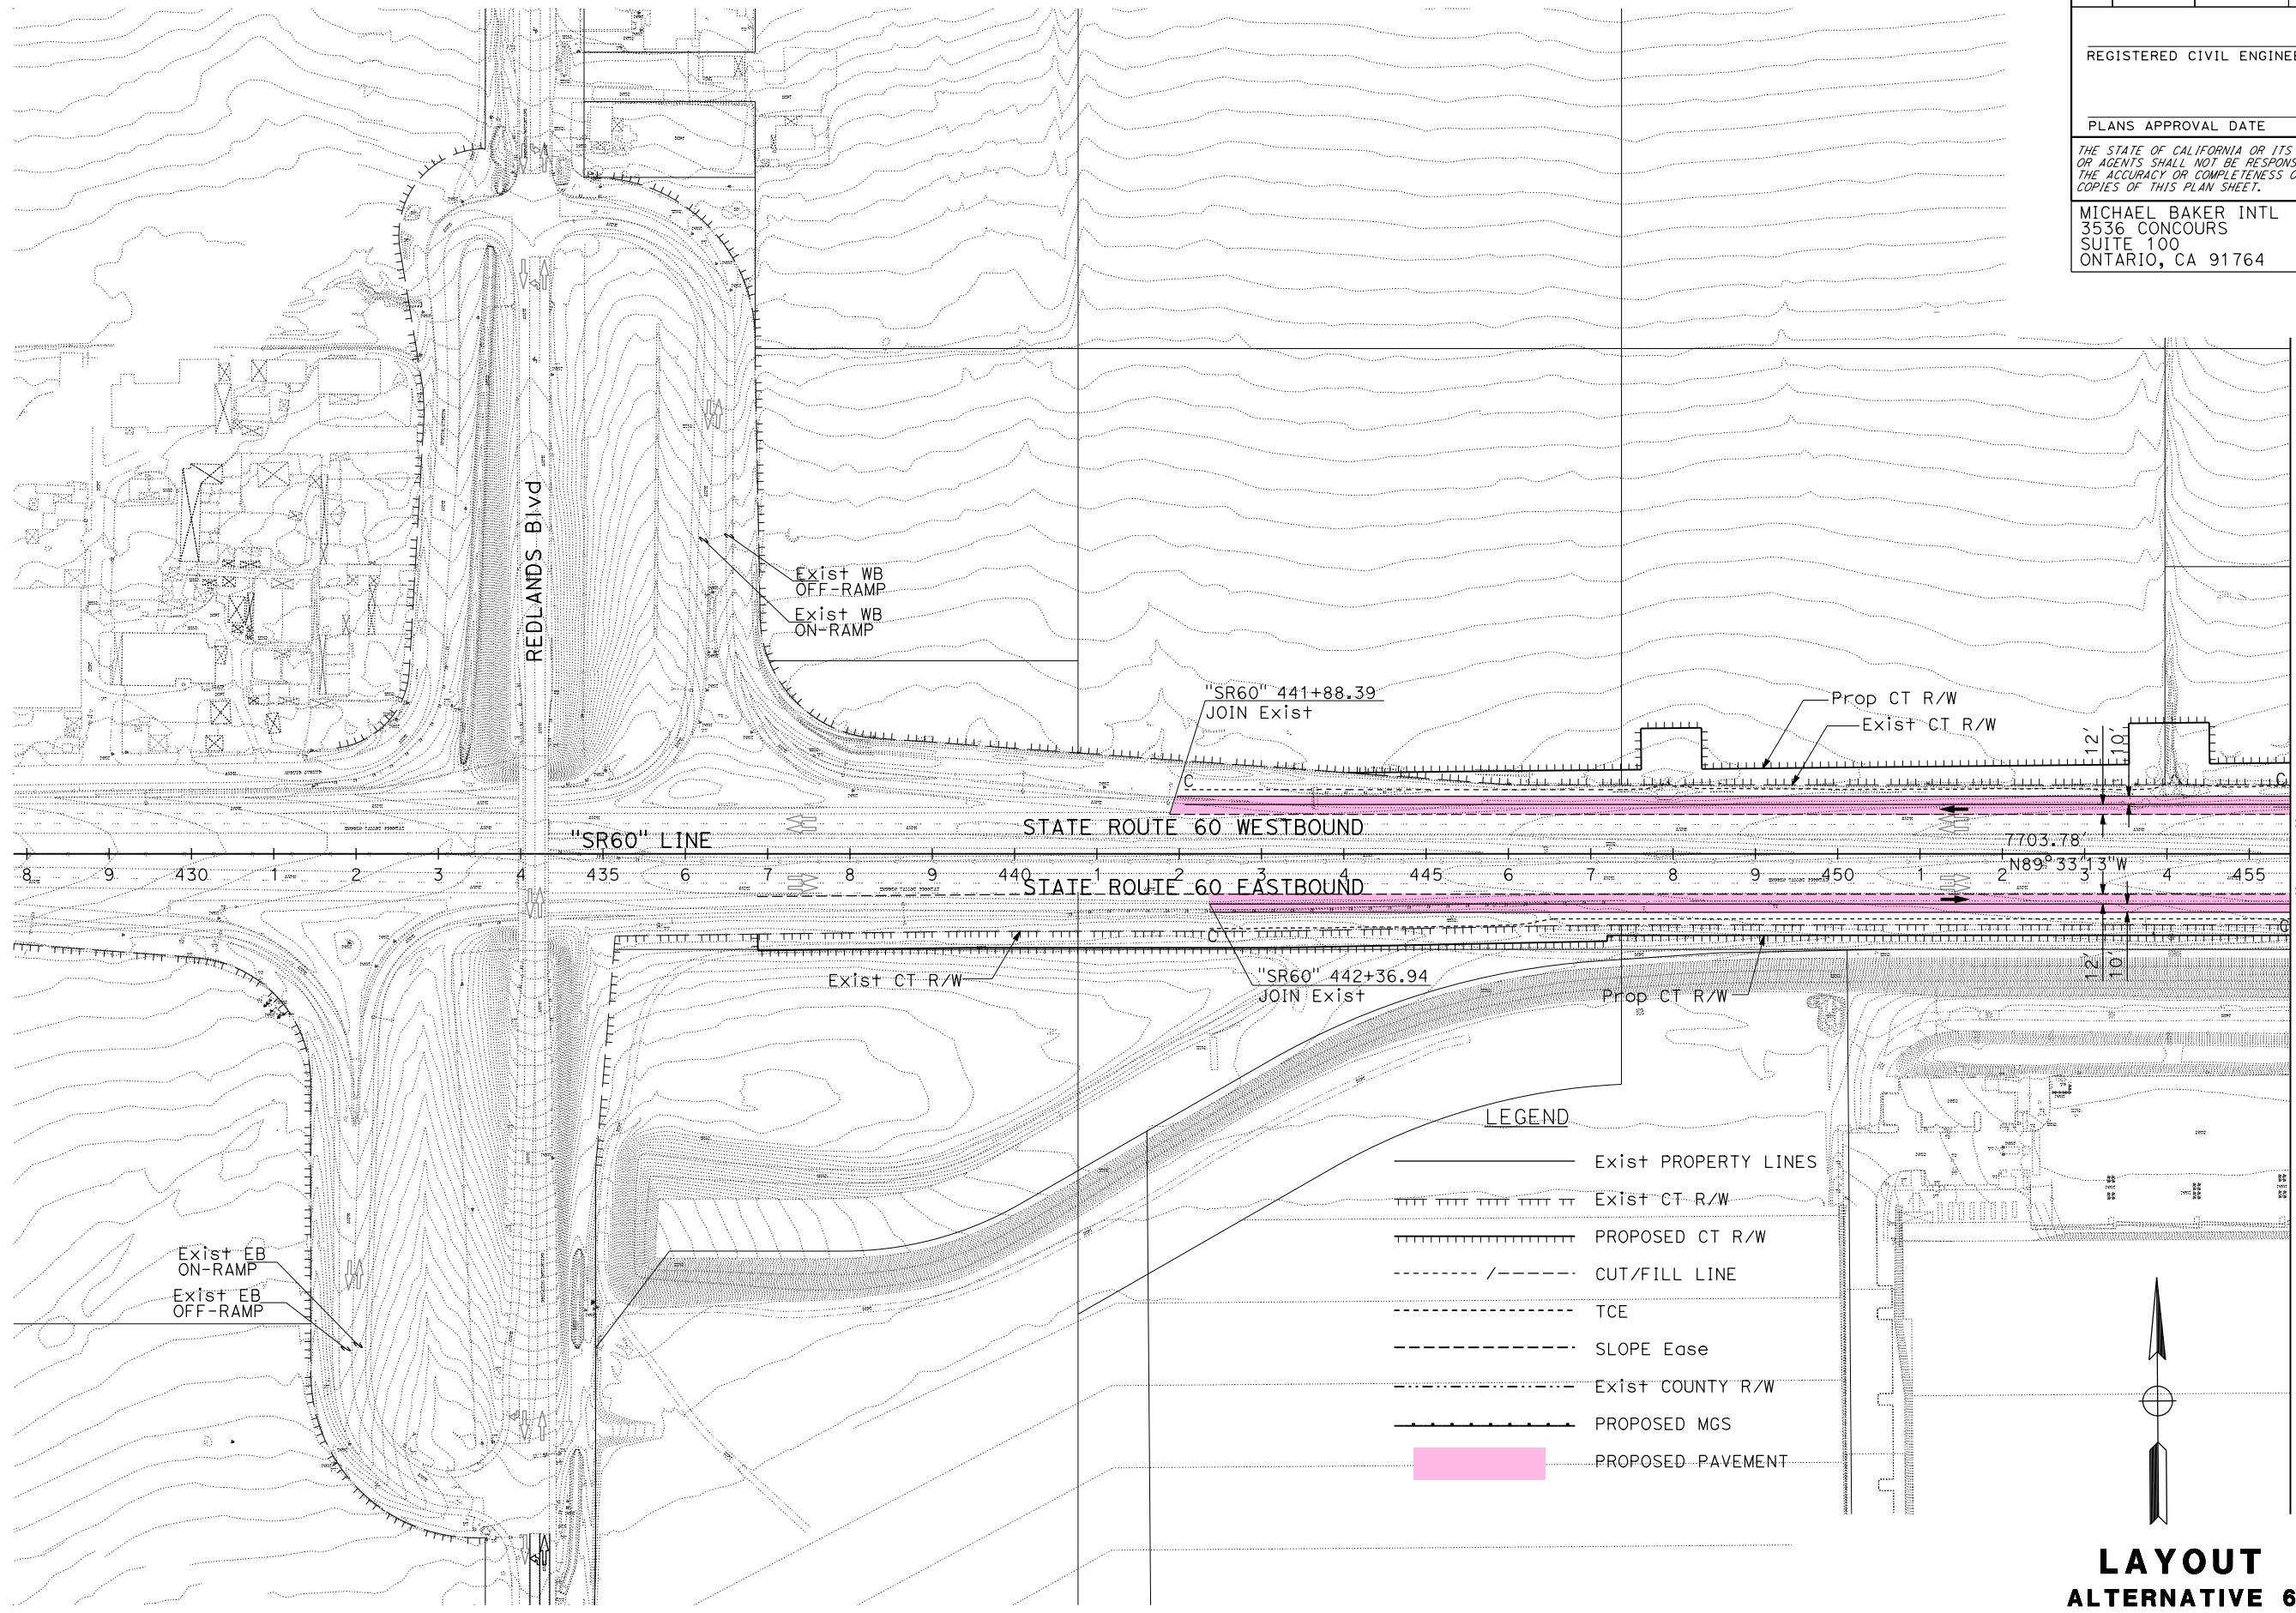 REGISTERED CIVIL ENGINEE
PLANS APPROVAL DATE
THE STATE OF CALIFORNIA OR ITS
OR AGENTS SHALL NOT BE RESPONS
THE ACCURACY OR COMPLETENESS O
COPIES OF THIS PLAN SHEET.
MICHAEL BAKER INTL
3536 CONCOURS
SUITE 100
ONTARIO, CA 91764
REDLANDS Blvd
Exist WB
OFF-RAMP
Exist WB
ON-RAMP
"SR60" 441+88.39
JOIN Exist
Prop CT R/W
Exist CT R/W
12'
10'
C
C
"SR60" LINE
STATE ROUTE 60 WESTBOUND
7703.78'
8 9 430 1 2 3 4 435 6 7 8 9 440 1 2 3 4 445 6 7 8 9 450 1 2 3 4 455
N89°33'13"W
STATE ROUTE 60 EASTBOUND
C
C
Exist CT R/W
"SR60" 442+36.94
JOIN Exist
Prop CT R/W
12'
10'
Exist EB
ON-RAMP
Exist EB
OFF-RAMP
LEGEND
Exist PROPERTY LINES
Exist CT R/W
PROPOSED CT R/W
CUT/FILL LINE
TCE
SLOPE Ease
Exist COUNTY R/W
PROPOSED MGS
PROPOSED PAVEMENT
LAYOUT
ALTERNATIVE 6